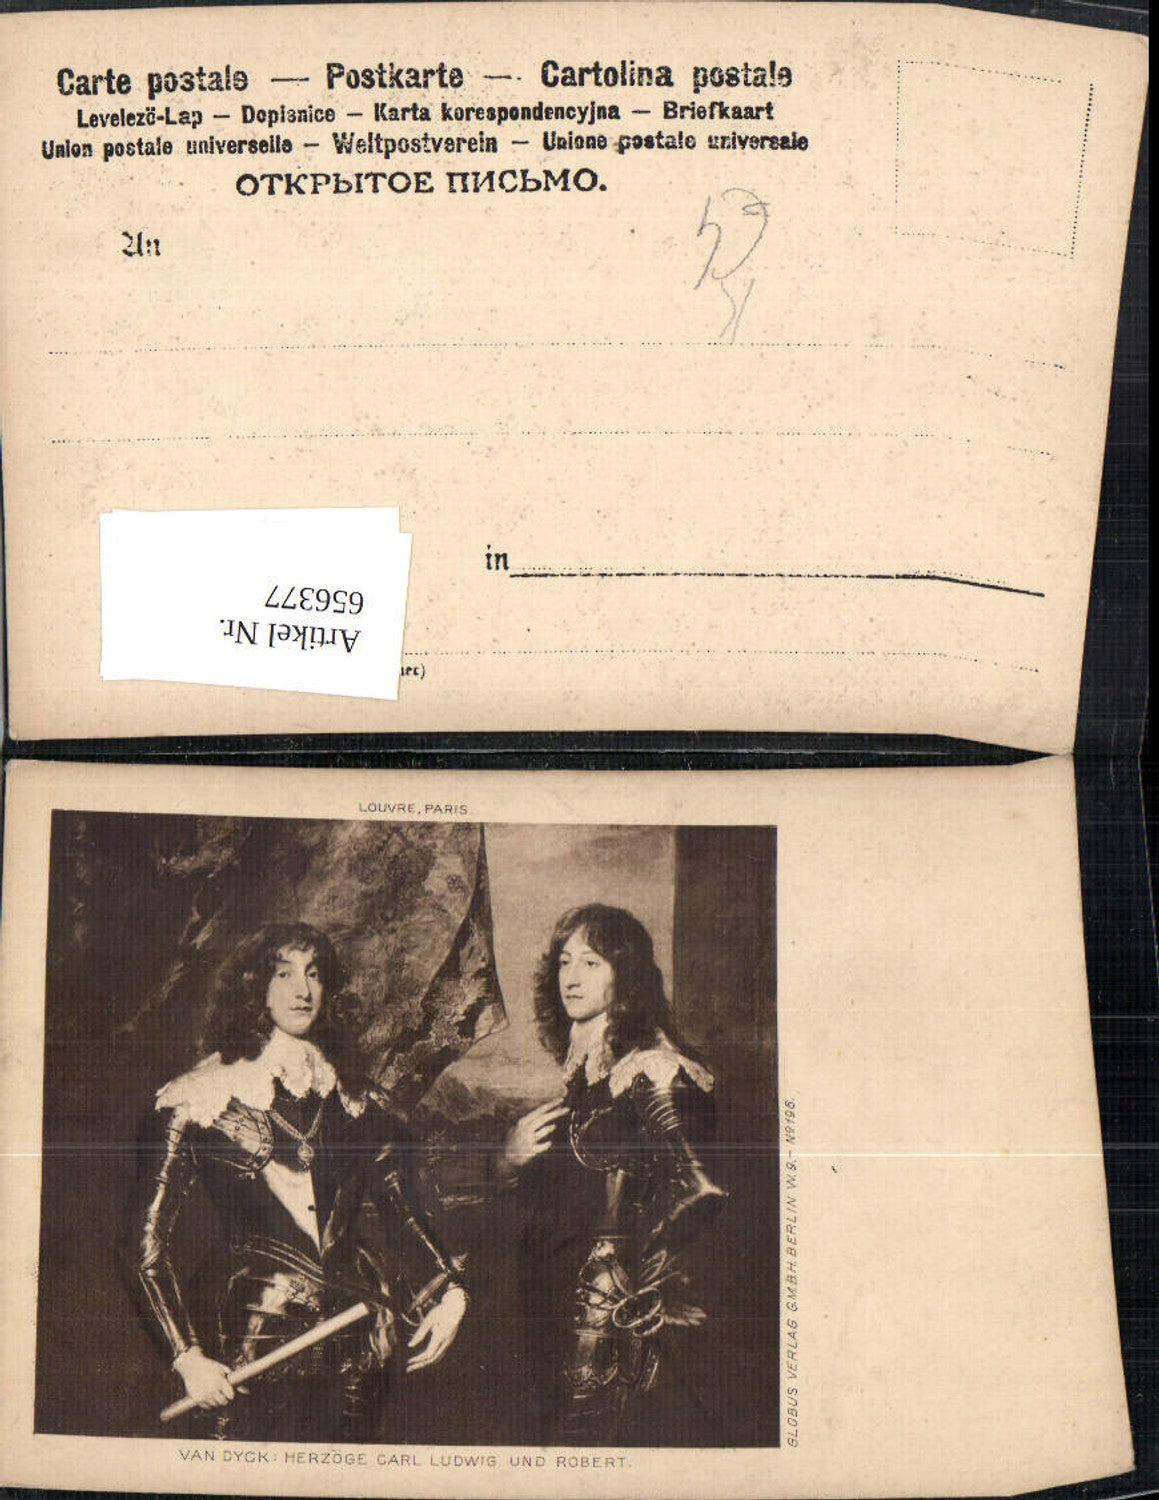 Carte postale — Postkarte — Cartolina postale
Levelező-Lap — Dopisnice — Karta korespondencyjna — Briefkaart
Union postale universelle — Weltpostverein — Unione postale universale
ОТКРЫТОЕ ПИСЬМО.
An
in
Artikel Nr.
656377
LOUVRE, PARIS
GLOBUS VERLAG G.M.B.H. BERLIN W. 9. – No 196.
VAN DYCK: HERZÖGE CARL LUDWIG UND ROBERT.